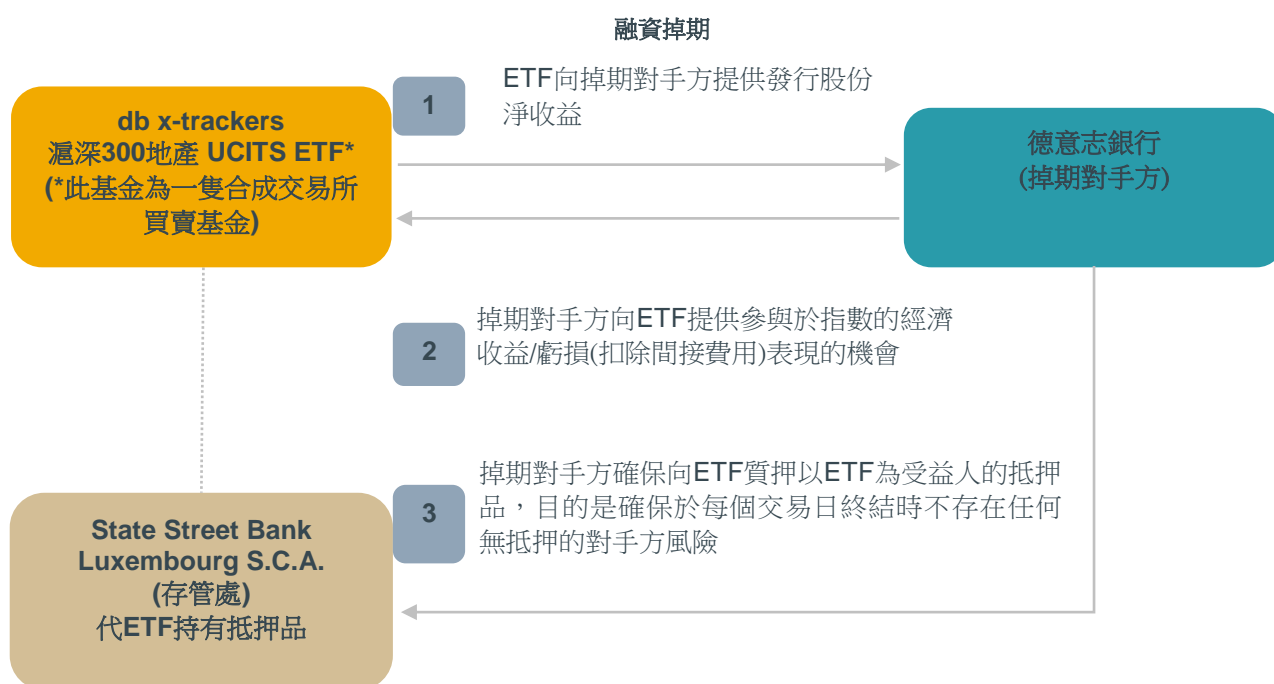 融資掉期
1
ETF向掉期對手方提供發行股份
淨收益
db x-trackers
滬深300地產 UCITS ETF*
(*此基金為一隻合成交易所
買賣基金)
德意志銀行
(掉期對手方)
2
掉期對手方向ETF提供參與於指數的經濟
收益/虧損(扣除間接費用)表現的機會
3
掉期對手方確保向ETF質押以ETF為受益人的抵押
品，目的是確保於每個交易日終結時不存在任何
無抵押的對手方風險
State Street Bank
Luxembourg S.C.A.
(存管處)
代ETF持有抵押品